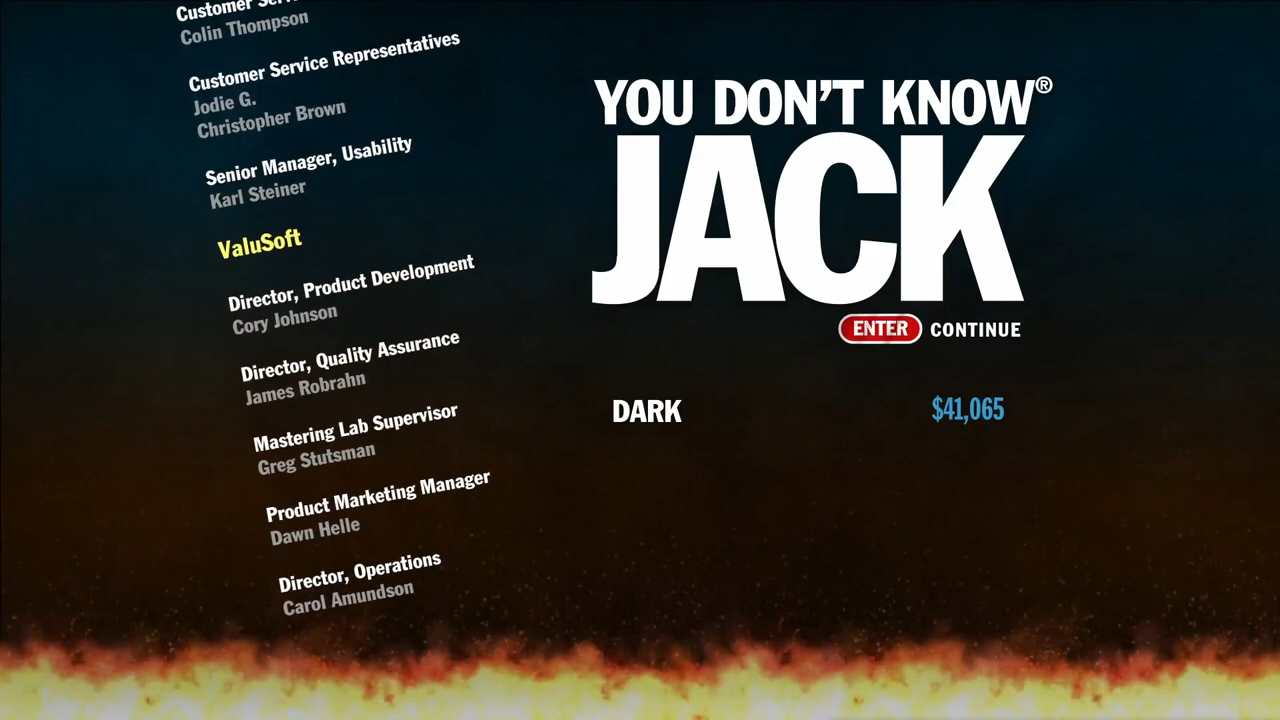 Customer
Colin Thompson
Customer Service Representatives
Jodie G.
Christopher Brown
Senior Manager, Usability
Karl Steiner
ValuSoft
Director, Product Development
Cory Johnson
Director, Quality Assurance
James Robrahn
Mastering Lab Supervisor
Greg Stutsman
Product Marketing Manager
Dawn Helle
Director, Operations
Carol Amundson
YOU DON'T KNOW®
JACK
ENTER CONTINUE
DARK $41,065